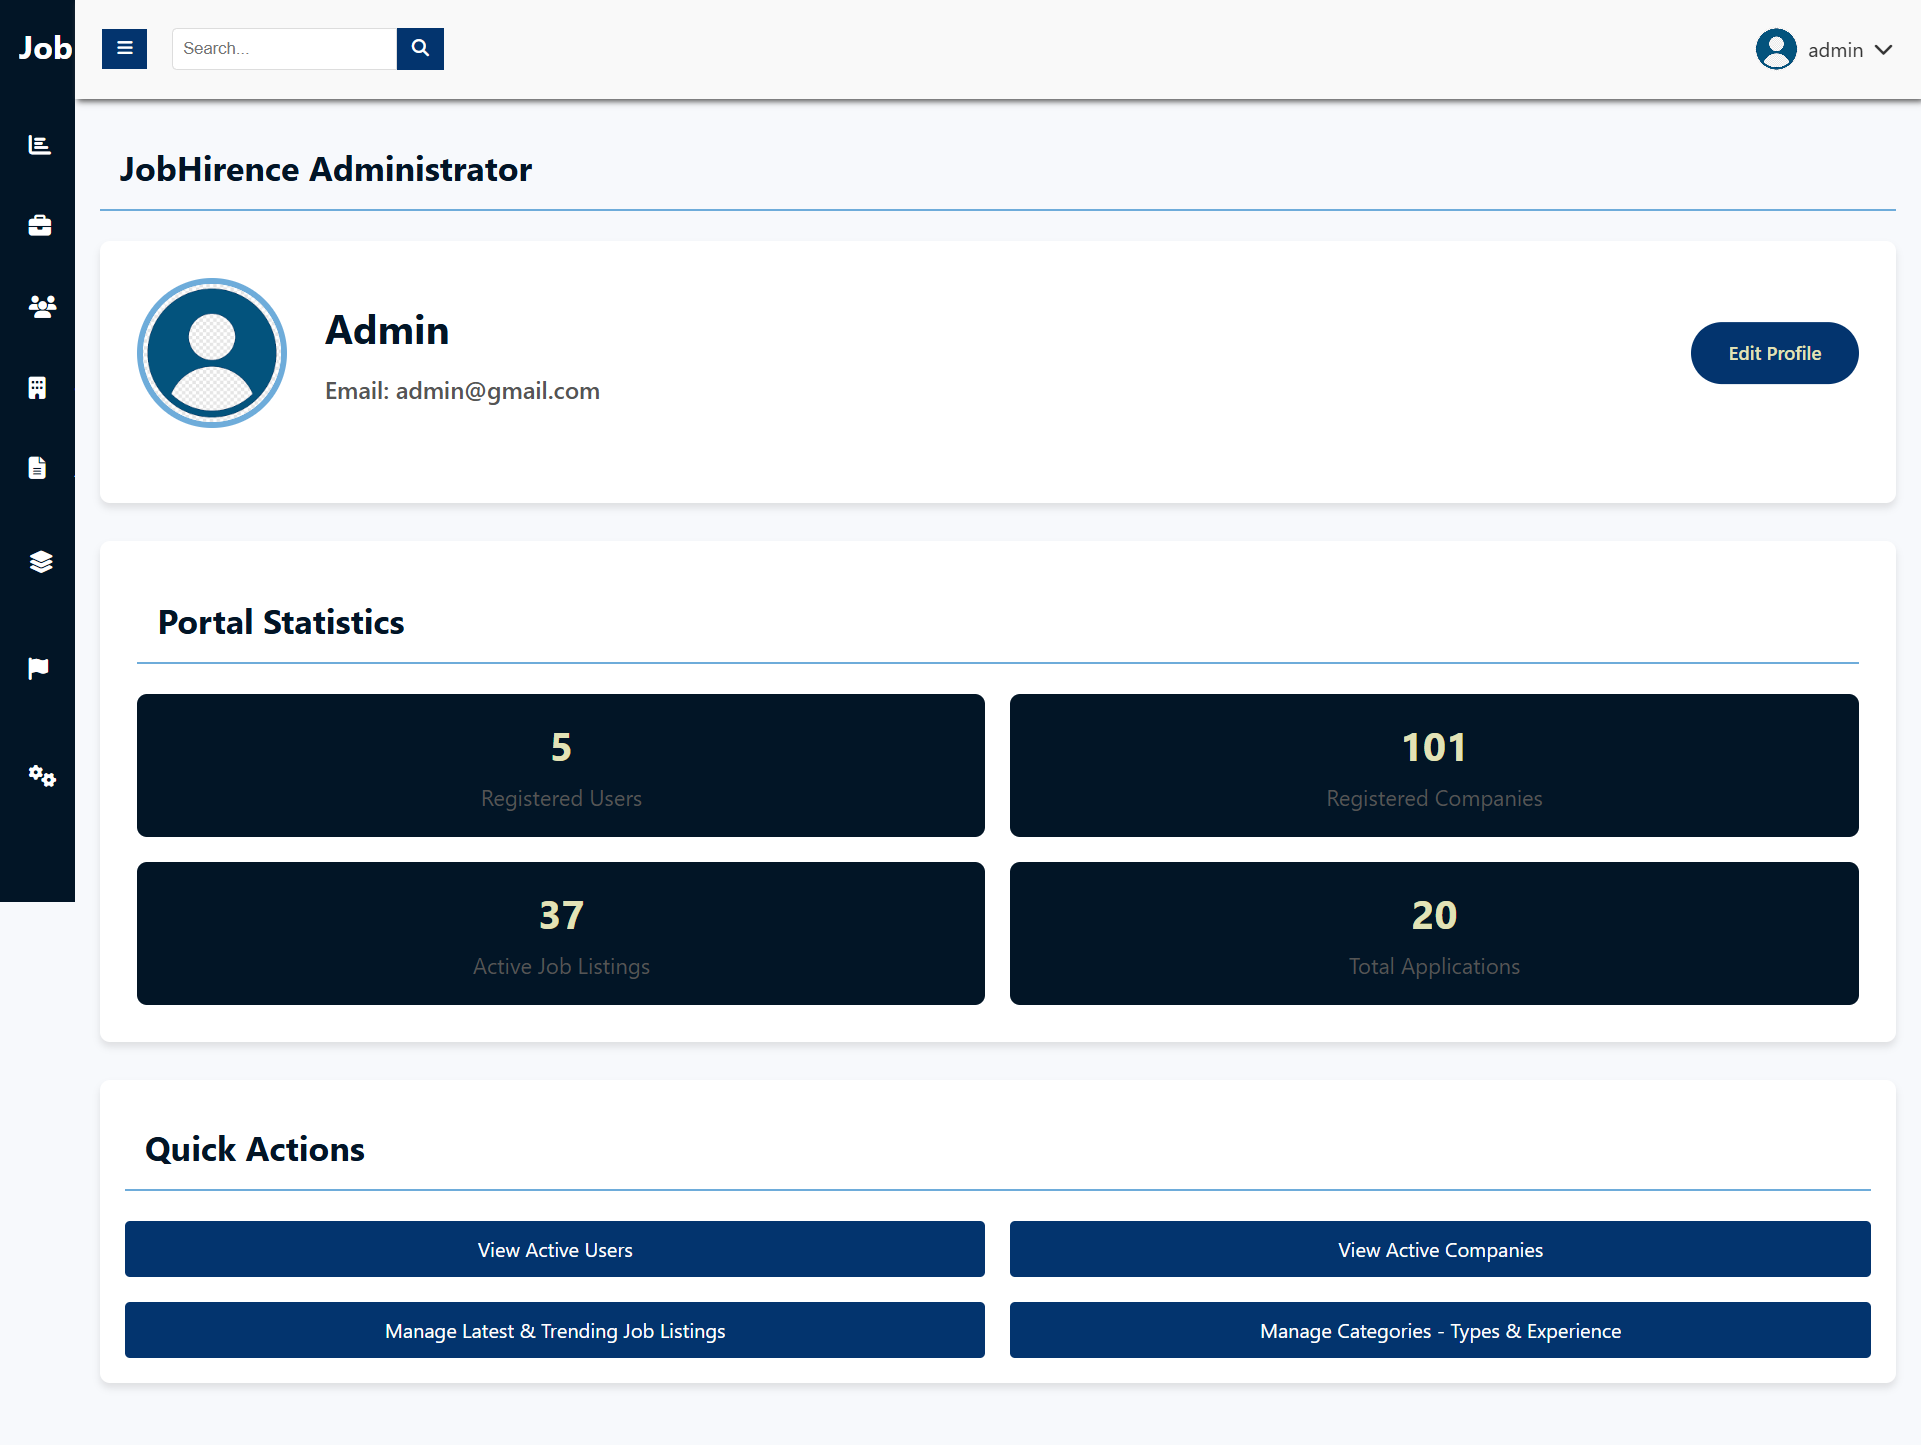 Job
Search...
admin
JobHirence Administrator
Admin
Email: admin@gmail.com
Edit Profile
Portal Statistics
5
Registered Users
101
Registered Companies
37
Active Job Listings
20
Total Applications
Quick Actions
View Active Users
View Active Companies
Manage Latest & Trending Job Listings
Manage Categories - Types & Experience